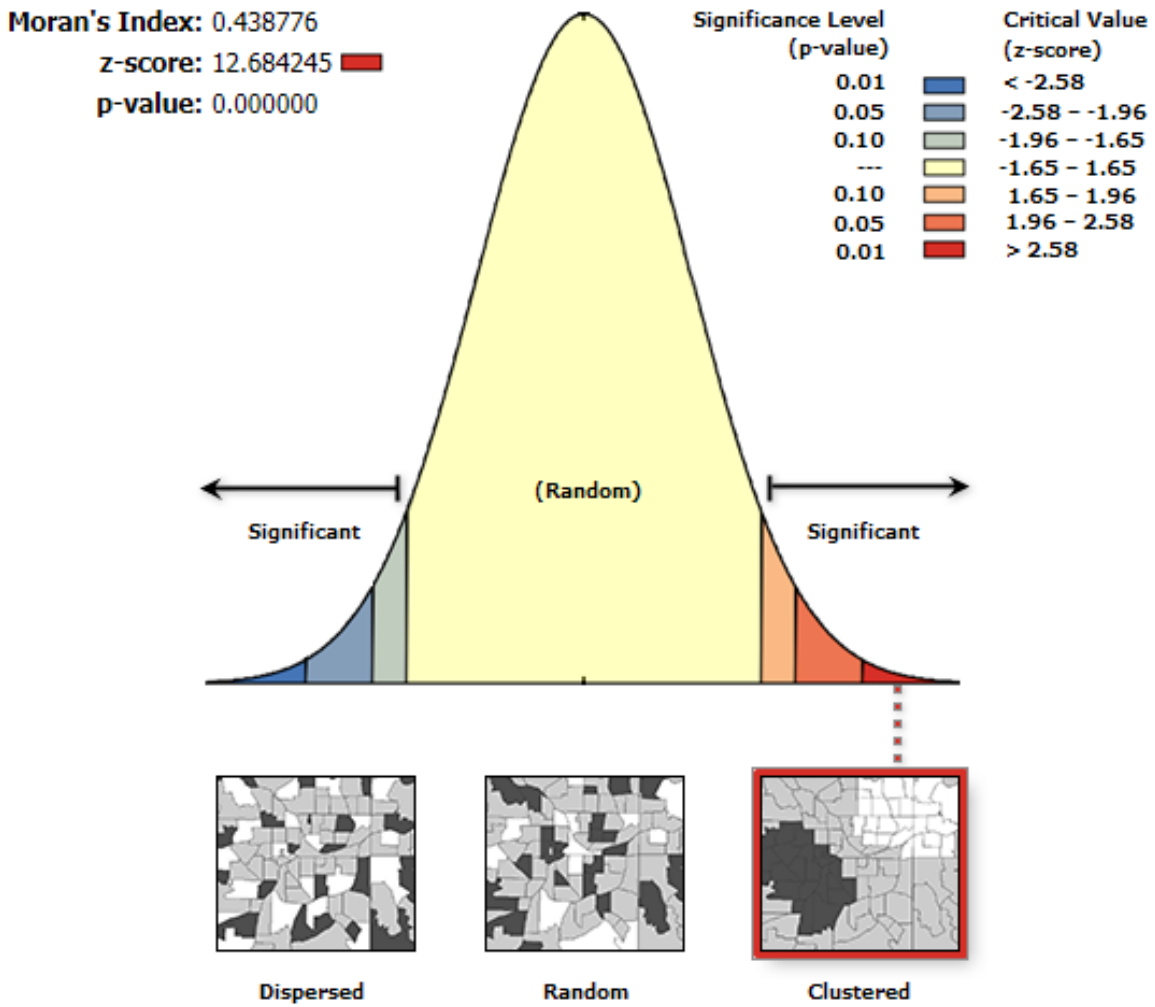 Moran's Index: 0.438776
z-score: 12.684245
p-value: 0.000000
Significance Level
(p-value)
Critical Value
(z-score)
0.01 < -2.58
0.05 -2.58 – -1.96
0.10 -1.96 – -1.65
--- -1.65 – 1.65
0.10 1.65 – 1.96
0.05 1.96 – 2.58
0.01 > 2.58
(Random)
Significant
Significant
Dispersed
Random
Clustered